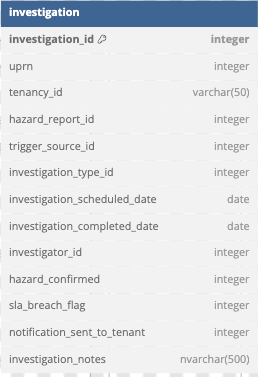 investigation
investigation_id integer
uprn integer
tenancy_id varchar(50)
hazard_report_id integer
trigger_source_id integer
investigation_type_id integer
investigation_scheduled_date date
investigation_completed_date date
investigator_id integer
hazard_confirmed integer
sla_breach_flag integer
notification_sent_to_tenant integer
investigation_notes nvarchar(500)